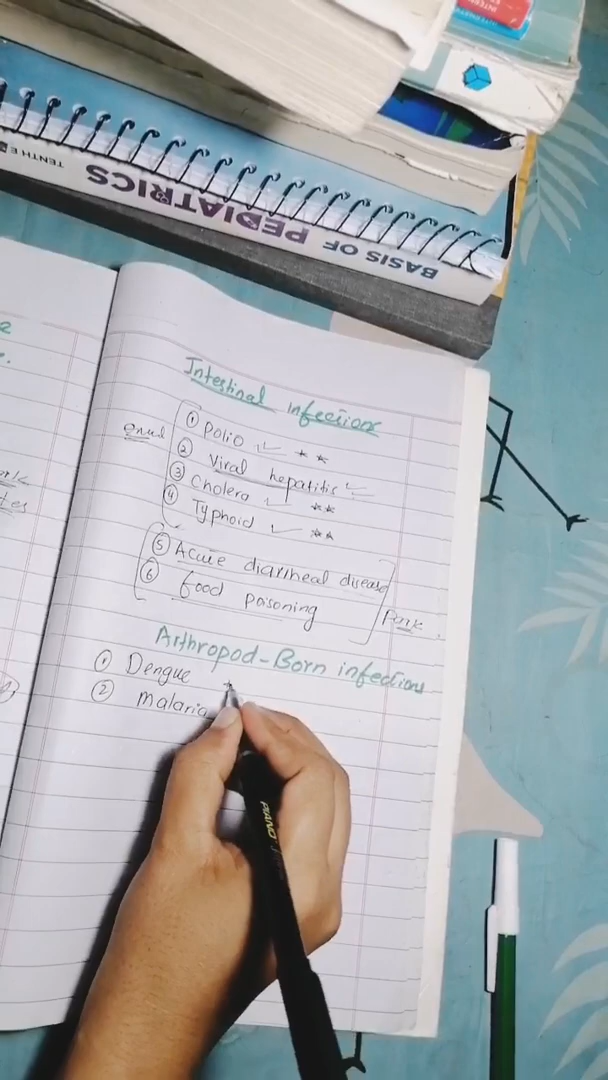 BASIS OF PEDIATRICS
TENTH E
Intestinal infections
① Polio ✓ **
② Viral hepatitis ✓
③ Cholera ✓ **
④ Typhoid ✓ **
⑤ Acute diarrheal disease
⑥ food poisoning
Arthropod-Born infections
① Dengue *
② Malaria
PIANO